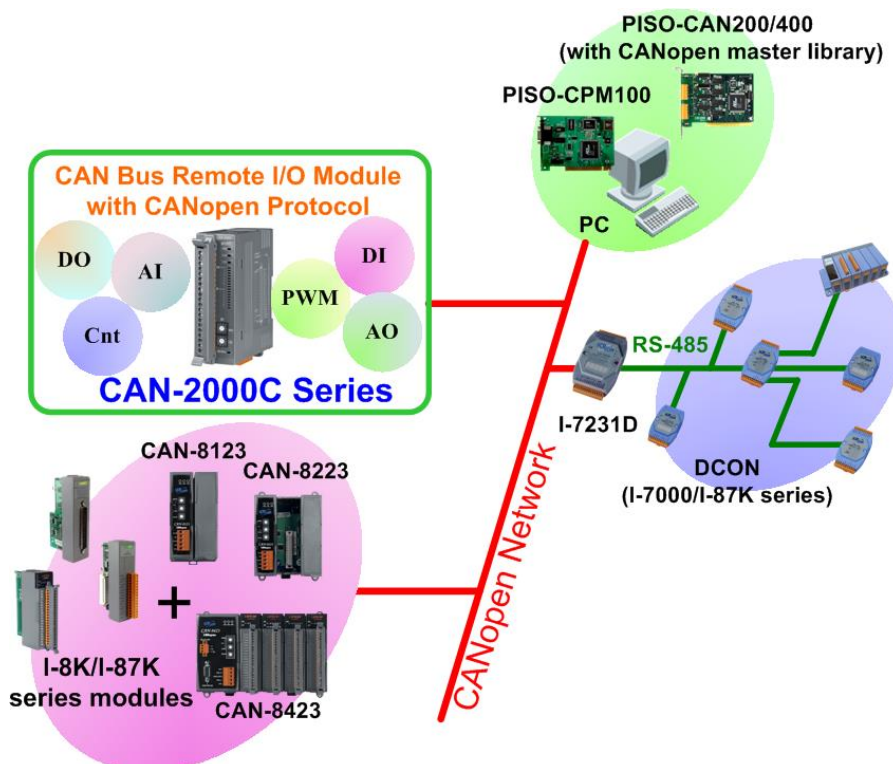 PISO-CAN200/400
(with CANopen master library)
PISO-CPM100
PC
CAN Bus Remote I/O Module
with CANopen Protocol
DO
AI
DI
PWM
Cnt
AO
CAN-2000C Series
RS-485
I-7231D
DCON
(I-7000/I-87K series)
CANopen Network
CAN-8123
CAN-8223
+
I-8K/I-87K
series modules
CAN-8423